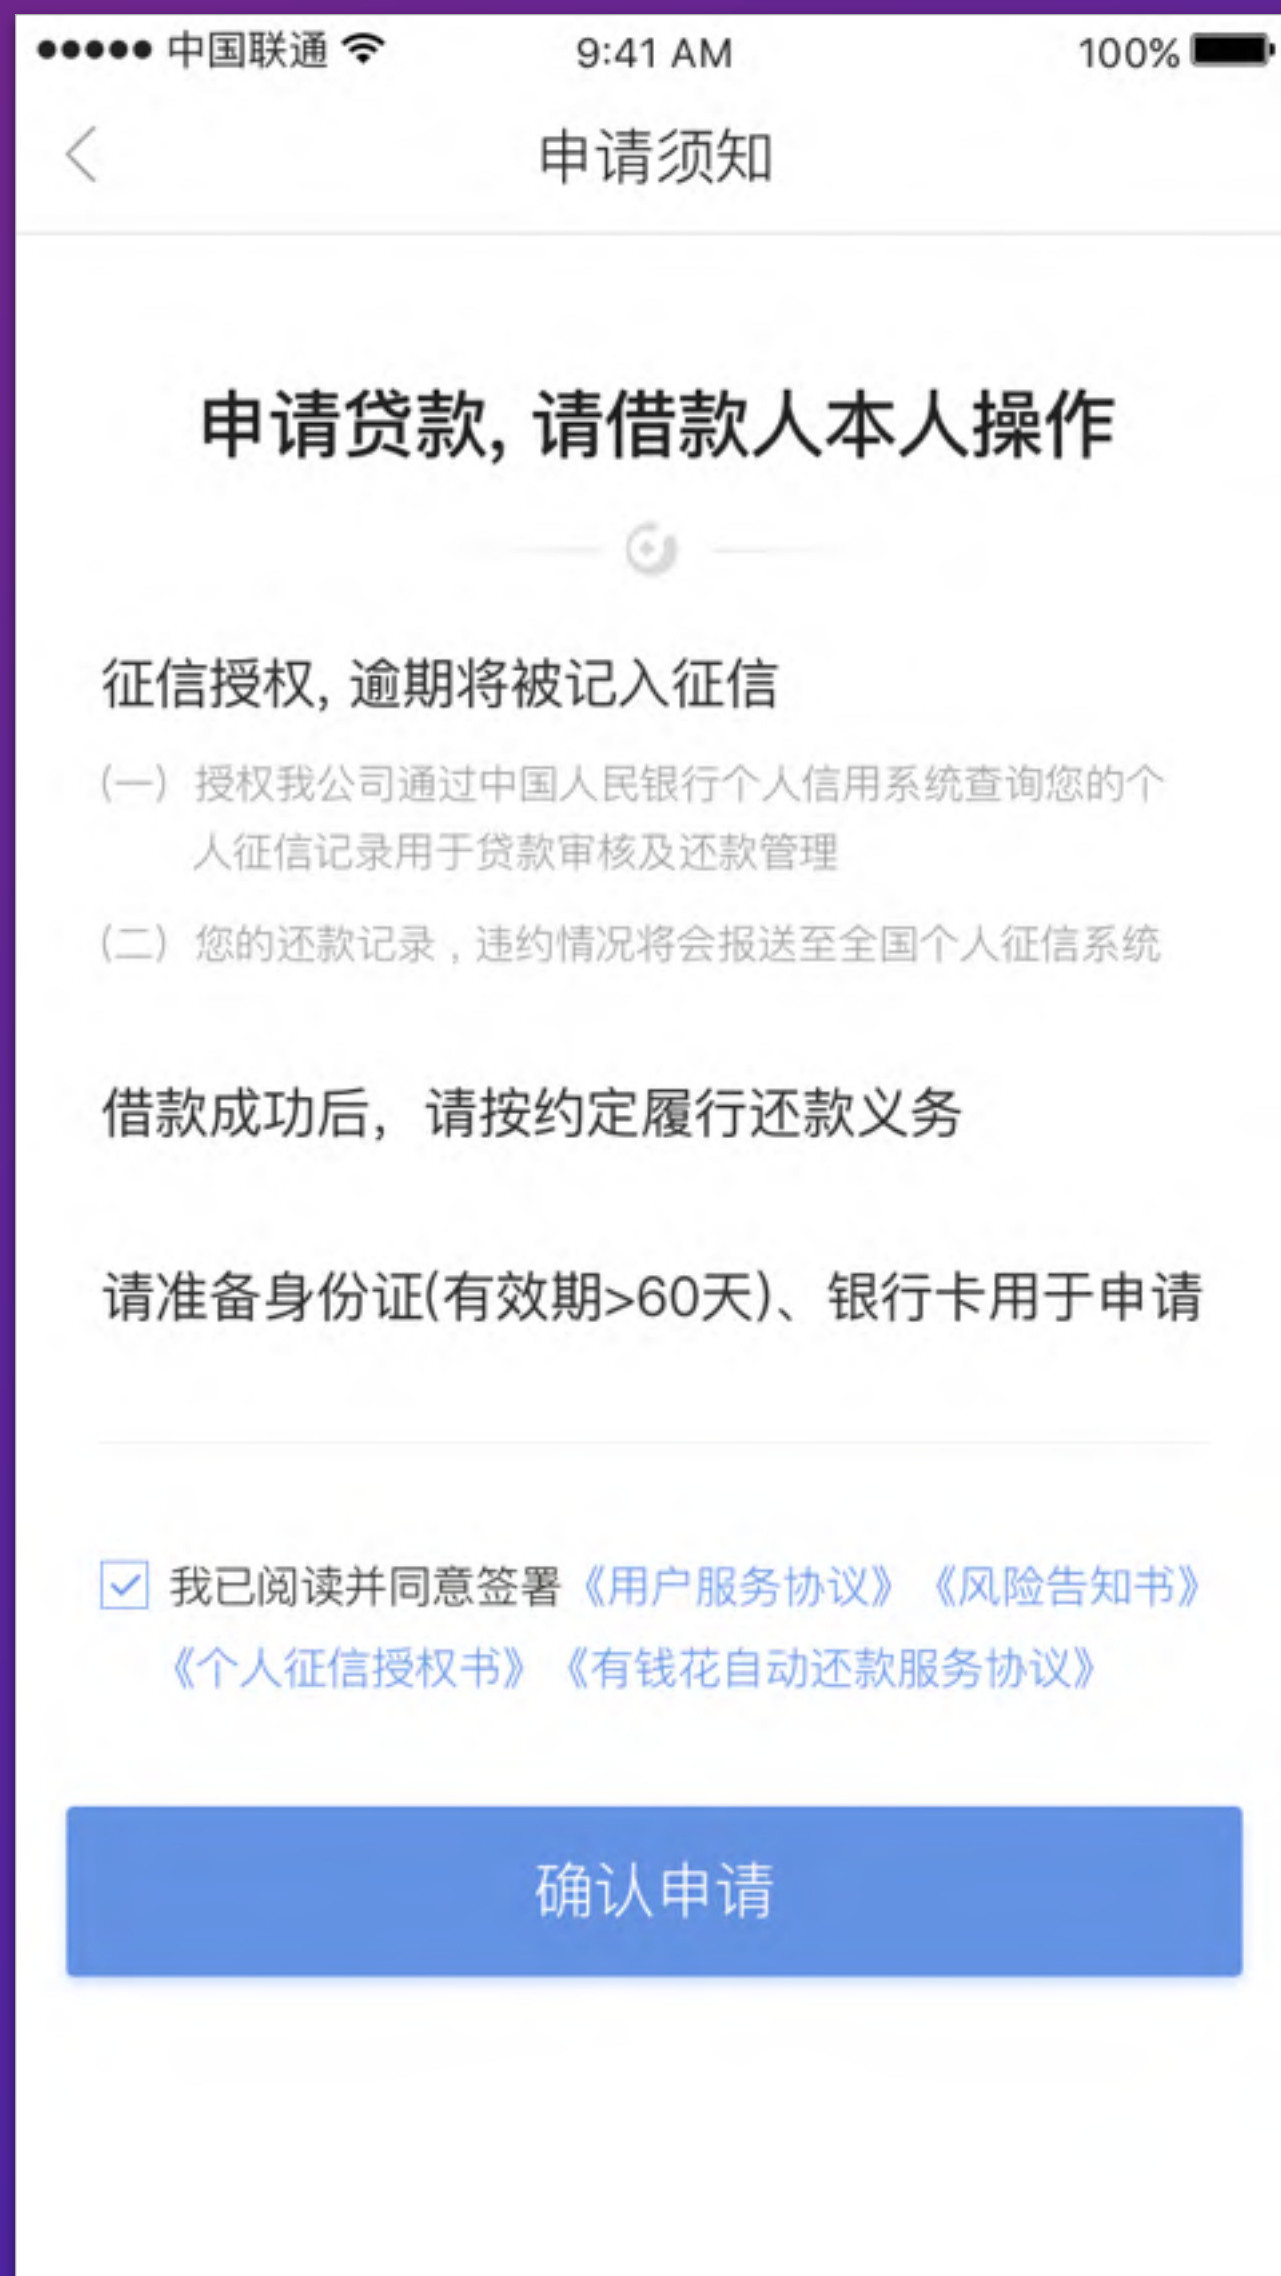 中国联通 9:41 AM 100%
申请须知
申请贷款, 请借款人本人操作
征信授权, 逾期将被记入征信
(一) 授权我公司通过中国人民银行个人信用系统查询您的个
人征信记录用于贷款审核及还款管理
(二) 您的还款记录，违约情况将会报送至全国个人征信系统
借款成功后，请按约定履行还款义务
请准备身份证(有效期>60天)、银行卡用于申请
我已阅读并同意签署《用户服务协议》《风险告知书》
《个人征信授权书》《有钱花自动还款服务协议》
确认申请